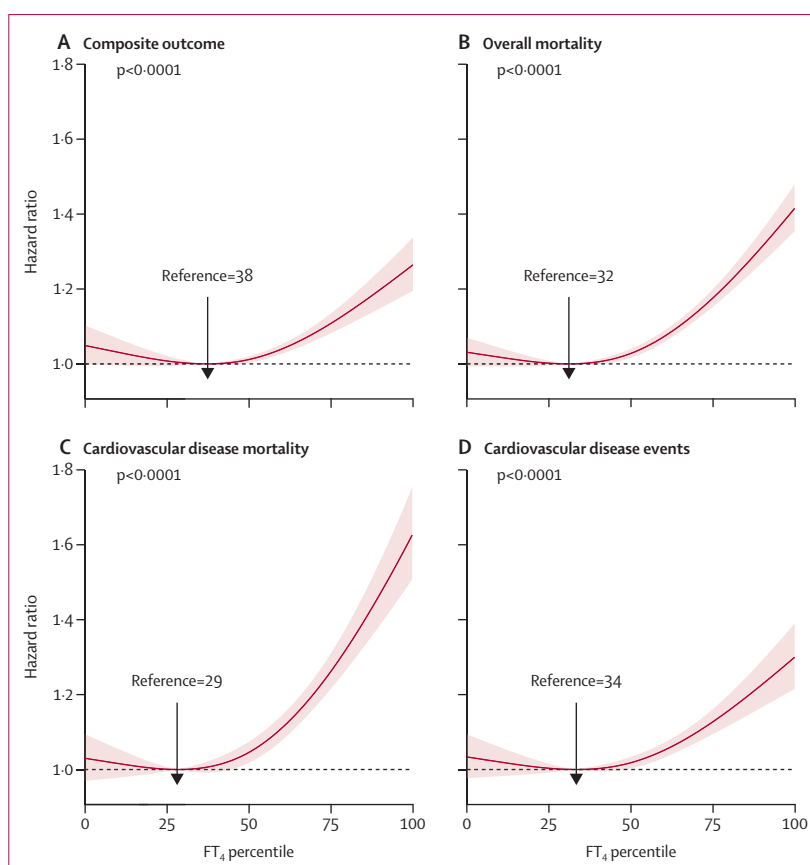 A Composite outcome
p<0·0001
Reference=38
Hazard ratio
1·8
1·6
1·4
1·2
1·0
B Overall mortality
p<0·0001
Reference=32
C Cardiovascular disease mortality
p<0·0001
Reference=29
Hazard ratio
1·8
1·6
1·4
1·2
1·0
0 25 50 75 100
FT₄ percentile
D Cardiovascular disease events
p<0·0001
Reference=34
0 25 50 75 100
FT₄ percentile